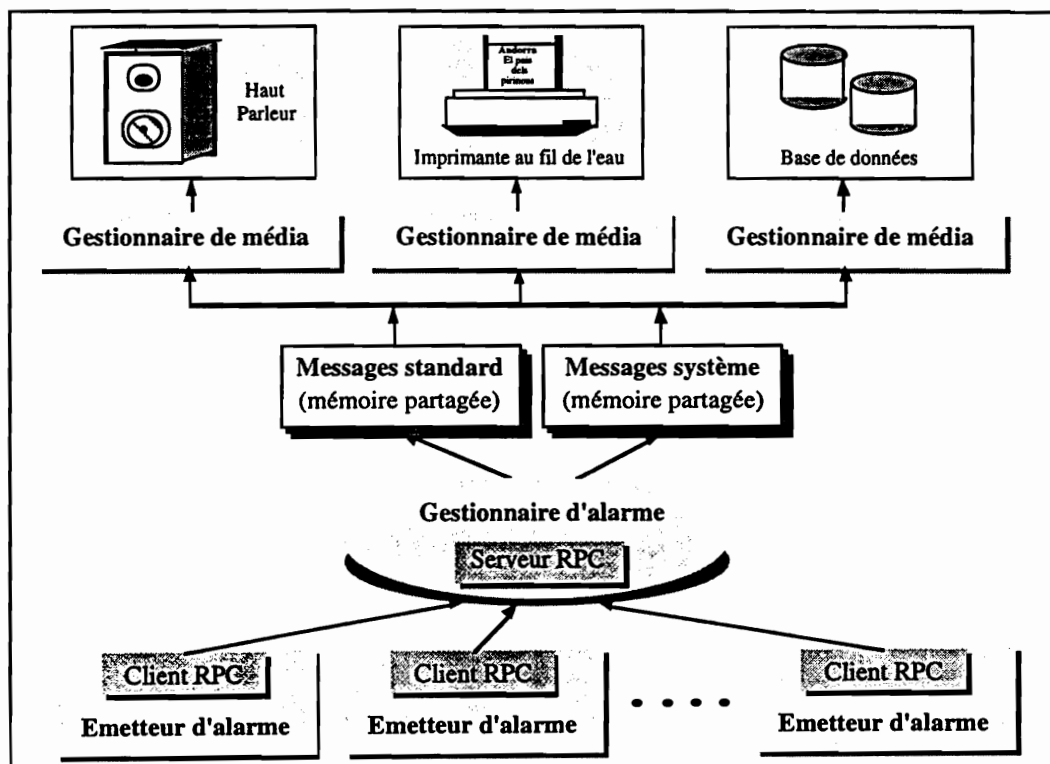 Haut
Parleur
Andorra
El pais
dels
pirineus
Imprimante au fil de l'eau
Base de données
Gestionnaire de média
Gestionnaire de média
Gestionnaire de média
Messages standard
(mémoire partagée)
Messages système
(mémoire partagée)
Gestionnaire d'alarme
Serveur RPC
Client RPC
Emetteur d'alarme
Client RPC
Emetteur d'alarme
Client RPC
Emetteur d'alarme